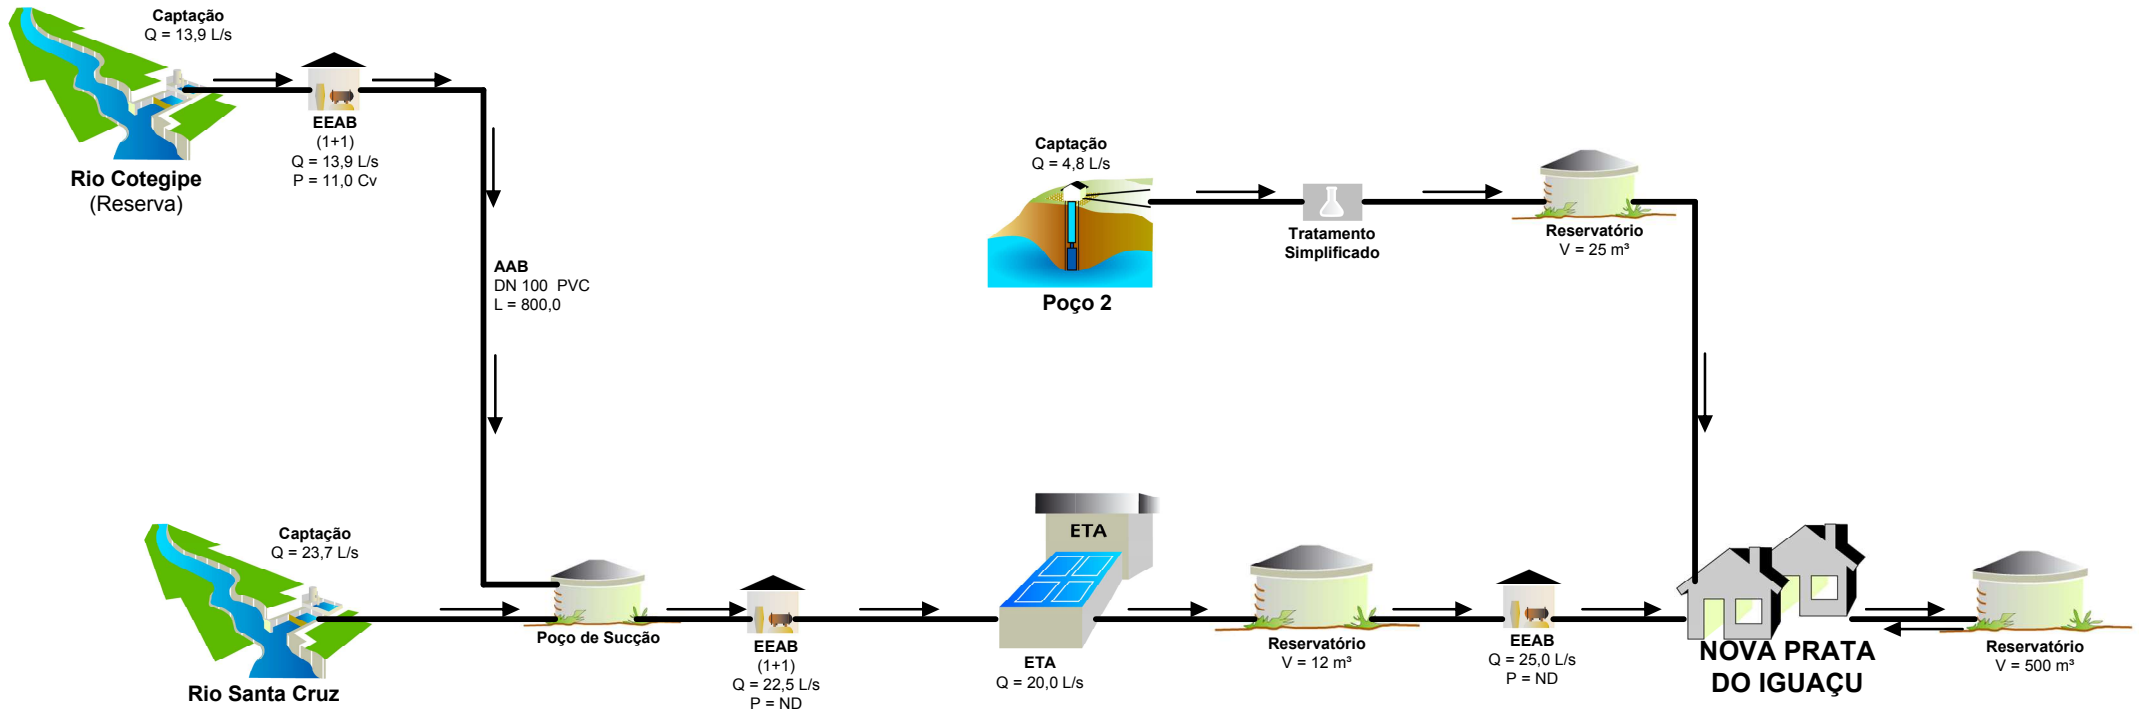 Captação
Q = 13,9 L/s
EEAB
(1+1)
Q = 13,9 L/s
P = 11,0 Cv
Rio Cotegipe
(Reserva)
AAB
DN 100  PVC
L = 800,0
Captação
Q = 4,8 L/s
Poço 2
Tratamento
Simplificado
Reservatório
V = 25 m³
Captação
Q = 23,7 L/s
Rio Santa Cruz
Poço de Sucção
EEAB
(1+1)
Q = 22,5 L/s
P = ND
ETA
ETA
Q = 20,0 L/s
Reservatório
V = 12 m³
EEAB
Q = 25,0 L/s
P = ND
NOVA PRATA
DO IGUAÇU
Reservatório
V = 500 m³